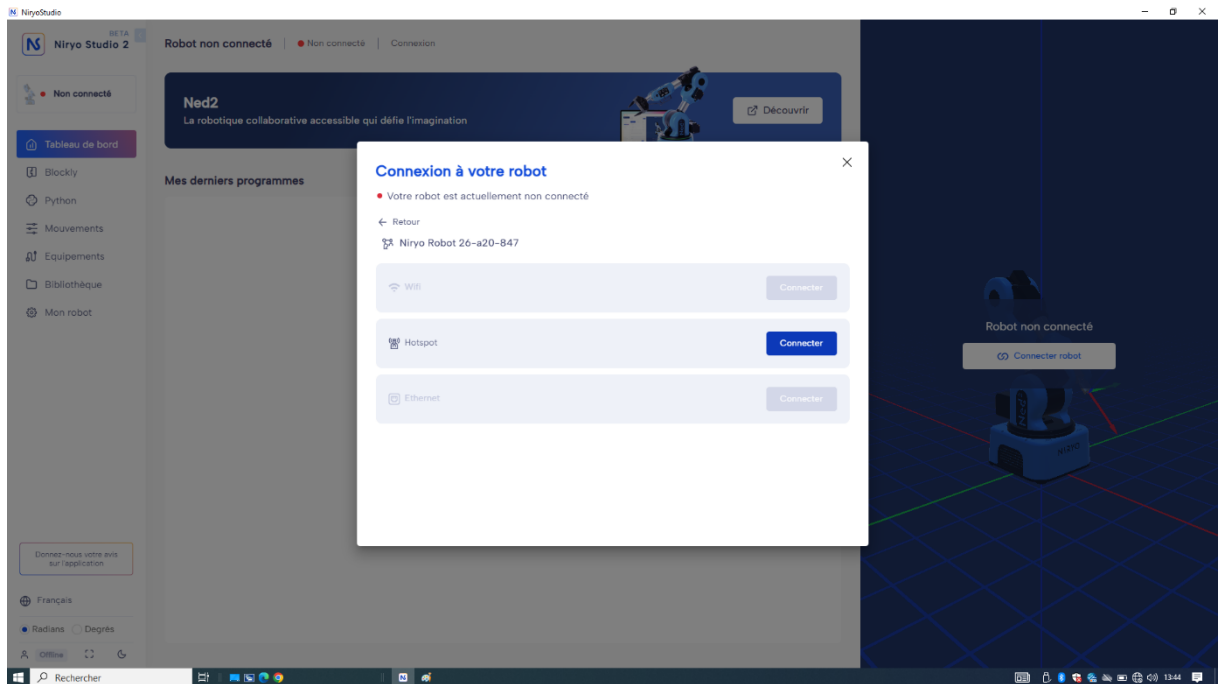 NiryoStudio
BETA
Niryo Studio 2
Robot non connecté
Non connecté
Connexion
Non connecté
Ned2
La robotique collaborative accessible qui défie l'imagination
Découvrir
Tableau de bord
Blockly
Python
Mouvements
Equipements
Bibliothèque
Mon robot
Mes derniers programmes
Connexion à votre robot
Votre robot est actuellement non connecté
Retour
Niryo Robot 26-a20-847
Wifi
Connecter
Hotspot
Connecter
Ethernet
Connecter
Robot non connecté
Connecter robot
NIRYO
Donnez-nous votre avis
sur l'application
Français
Radians
Degrés
Offline
Rechercher
13:44